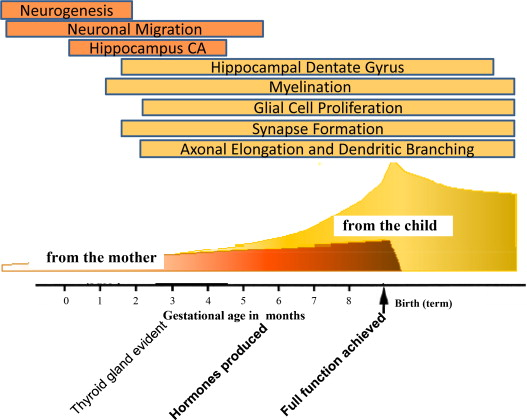 Neurogenesis
Neuronal Migration
Hippocampus CA
Hippocampal Dentate Gyrus
Myelination
Glial Cell Proliferation
Synapse Formation
Axonal Elongation and Dendritic Branching
from the child
from the mother
0 1 2 3 4 5 6 7 8
Birth (term)
Gestational age in months
Thyroid gland evident
Hormones produced
Full function achieved